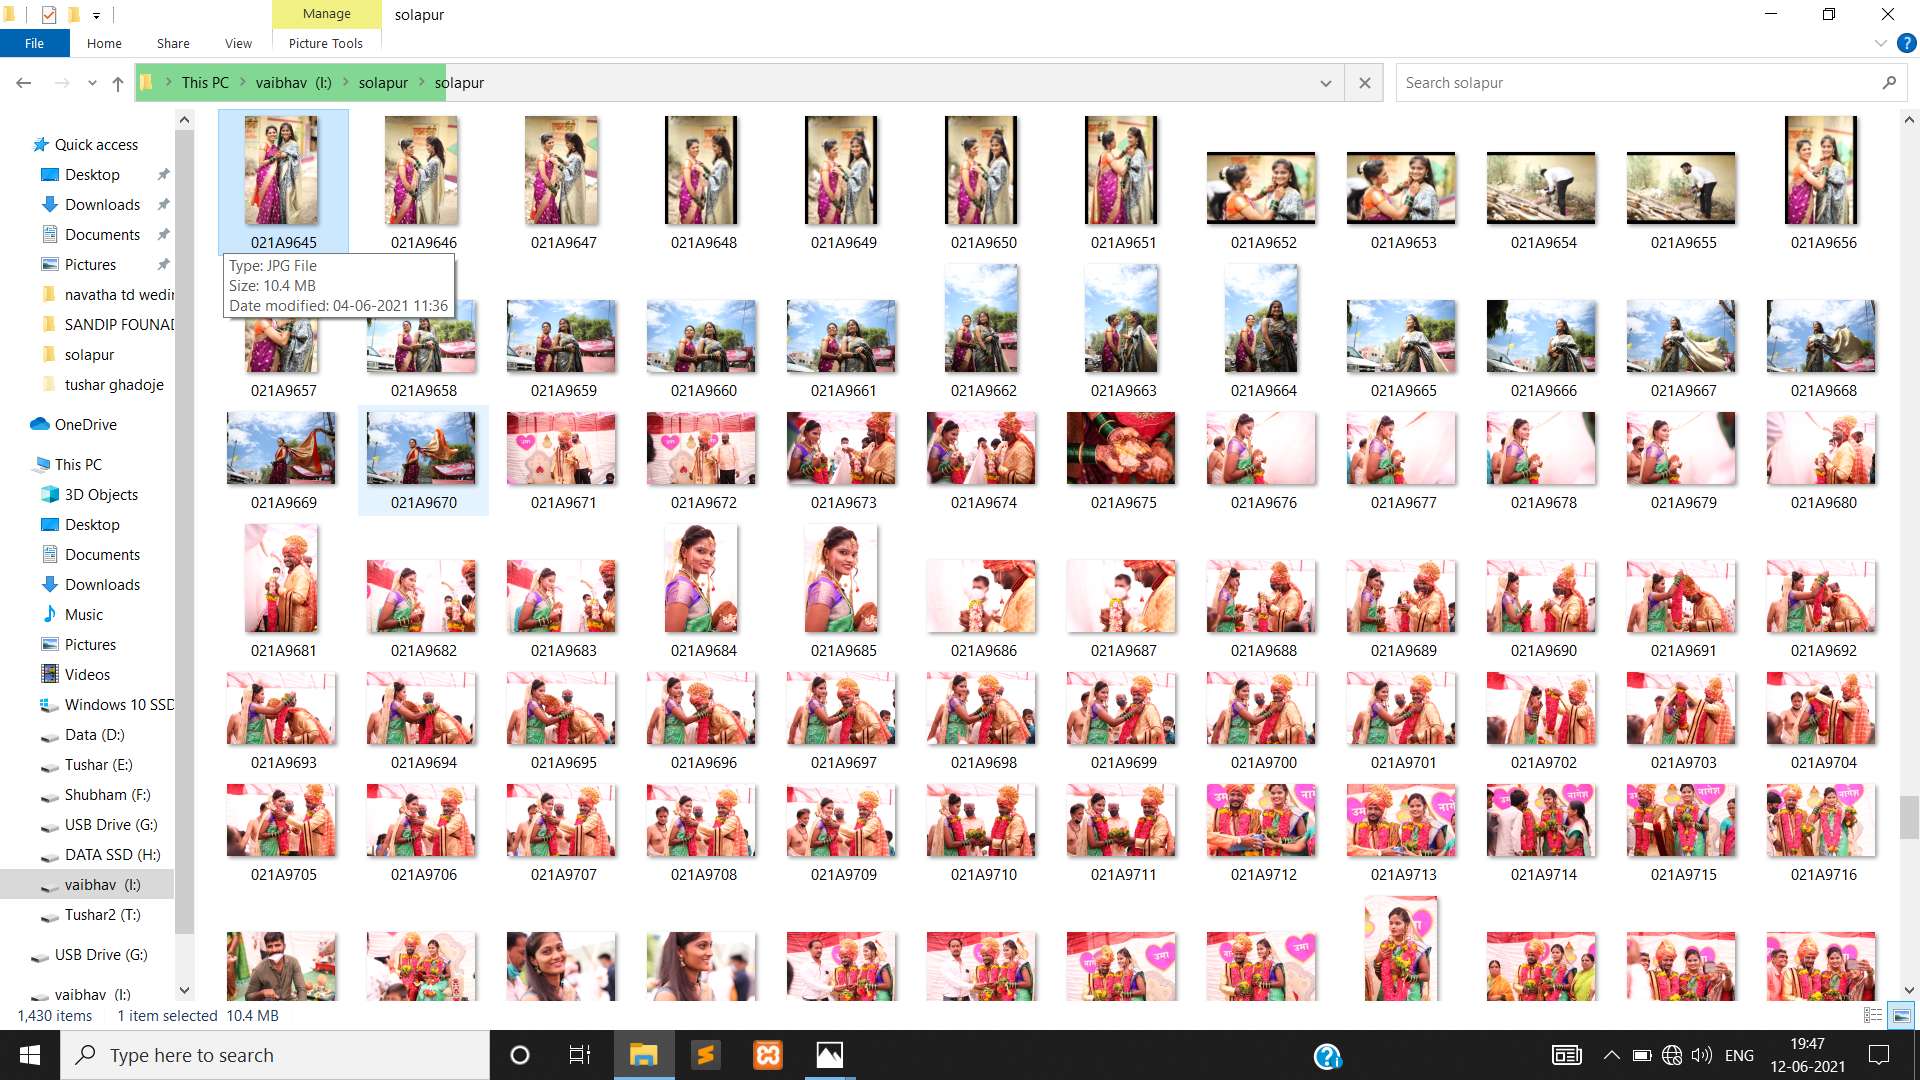 Manage
solapur
File
Home
Share
View
Picture Tools
This PC
vaibhav (I:)
solapur
solapur
Search solapur
Quick access
Desktop
Downloads
Documents
Pictures
navatha td wedin
SANDIP FOUNAD
solapur
tushar ghadoje
OneDrive
This PC
3D Objects
Desktop
Documents
Downloads
Music
Pictures
Videos
Windows 10 SSD
Data (D:)
Tushar (E:)
Shubham (F:)
USB Drive (G:)
DATA SSD (H:)
vaibhav (I:)
Tushar2 (T:)
USB Drive (G:)
vaibhav (I:)
021A9645 021A9646 021A9647 021A9648 021A9649 021A9650 021A9651 021A9652 021A9653 021A9654 021A9655 021A9656
Type: JPG File
Size: 10.4 MB
Date modified: 04-06-2021 11:36
021A9657 021A9658 021A9659 021A9660 021A9661 021A9662 021A9663 021A9664 021A9665 021A9666 021A9667 021A9668
021A9669 021A9670 021A9671 021A9672 021A9673 021A9674 021A9675 021A9676 021A9677 021A9678 021A9679 021A9680
021A9681 021A9682 021A9683 021A9684 021A9685 021A9686 021A9687 021A9688 021A9689 021A9690 021A9691 021A9692
021A9693 021A9694 021A9695 021A9696 021A9697 021A9698 021A9699 021A9700 021A9701 021A9702 021A9703 021A9704
उमा नागेश
021A9705 021A9706 021A9707 021A9708 021A9709 021A9710 021A9711 021A9712 021A9713 021A9714 021A9715 021A9716
उमा
1,430 items
1 item selected 10.4 MB
Type here to search
ENG
19:47
12-06-2021